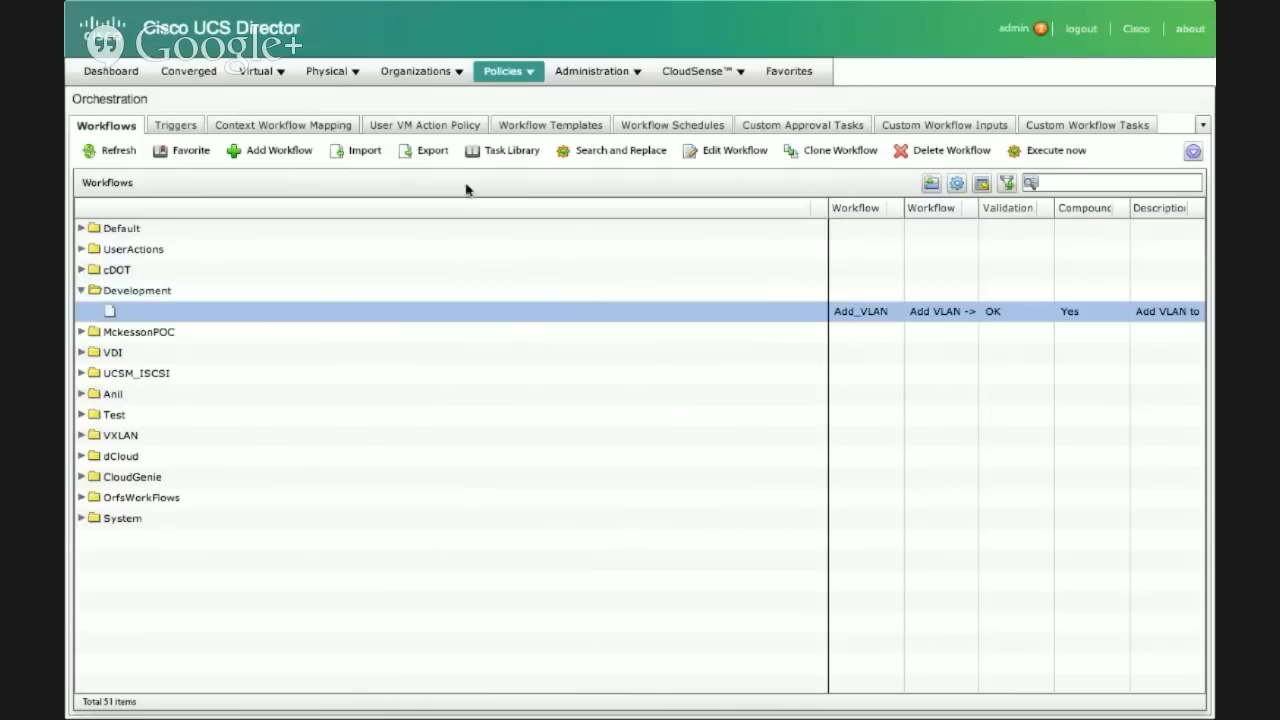 Cisco UCS Director
admin | logout | Cisco | about
cisco
Google+
Dashboard Converged Virtual Physical Organizations Policies Administration CloudSense™ Favorites
Orchestration
Workflows Triggers Context Workflow Mapping User VM Action Policy Workflow Templates Workflow Schedules Custom Approval Tasks Custom Workflow Inputs Custom Workflow Tasks
Refresh Favorite Add Workflow Import Export Task Library Search and Replace Edit Workflow Clone Workflow Delete Workflow Execute now
Workflows
Workflow Workflow Validation Compound Description
Default
UserActions
cDOT
Development
Add_VLAN Add VLAN -> OK Yes Add VLAN to
MckessonPOC
VDI
UCSM_ISCSI
Anil
Test
VXLAN
dCloud
CloudGenie
OrfsWorkFlows
System
Total 51 items